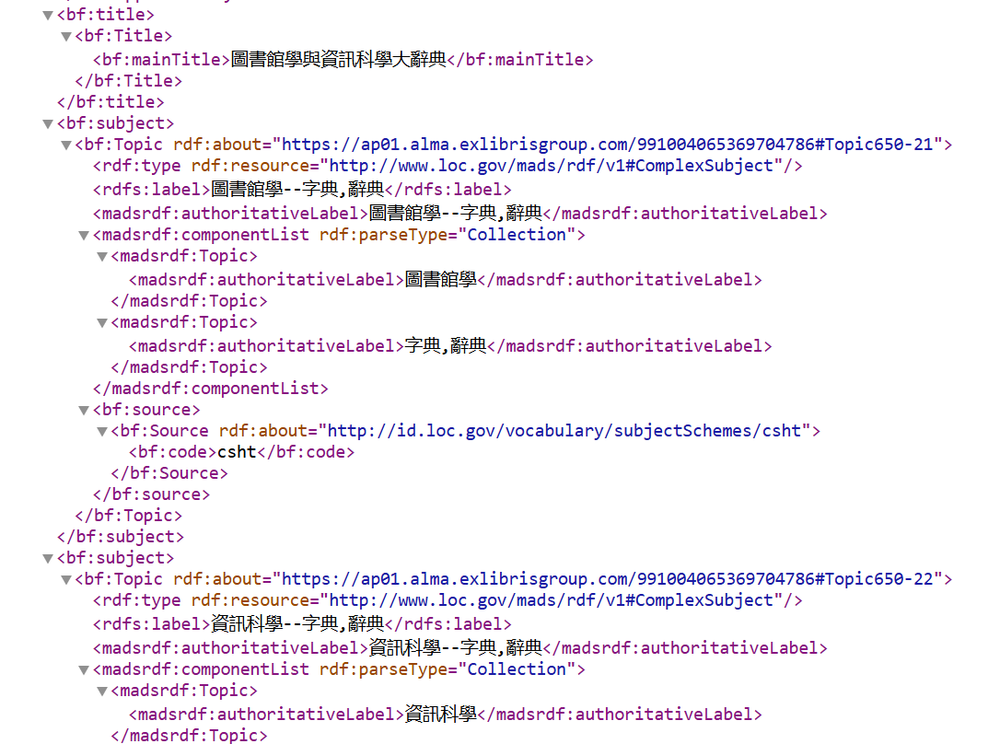 ▼<bf:title>
▼<bf:Title>
<bf:mainTitle>圖書館學與資訊科學大辭典</bf:mainTitle>
</bf:Title>
</bf:title>
▼<bf:subject>
▼<bf:Topic rdf:about="https://ap01.alma.exlibrisgroup.com/991004065369704786#Topic650-21">
<rdf:type rdf:resource="http://www.loc.gov/mads/rdf/v1#ComplexSubject"/>
<rdfs:label>圖書館學--字典,辭典</rdfs:label>
<madsrdf:authoritativeLabel>圖書館學--字典,辭典</madsrdf:authoritativeLabel>
▼<madsrdf:componentList rdf:parseType="Collection">
▼<madsrdf:Topic>
<madsrdf:authoritativeLabel>圖書館學</madsrdf:authoritativeLabel>
</madsrdf:Topic>
▼<madsrdf:Topic>
<madsrdf:authoritativeLabel>字典,辭典</madsrdf:authoritativeLabel>
</madsrdf:Topic>
</madsrdf:componentList>
▼<bf:source>
▼<bf:Source rdf:about="http://id.loc.gov/vocabulary/subjectSchemes/csht">
<bf:code>csht</bf:code>
</bf:Source>
</bf:source>
</bf:Topic>
</bf:subject>
▼<bf:subject>
▼<bf:Topic rdf:about="https://ap01.alma.exlibrisgroup.com/991004065369704786#Topic650-22">
<rdf:type rdf:resource="http://www.loc.gov/mads/rdf/v1#ComplexSubject"/>
<rdfs:label>資訊科學--字典,辭典</rdfs:label>
<madsrdf:authoritativeLabel>資訊科學--字典,辭典</madsrdf:authoritativeLabel>
▼<madsrdf:componentList rdf:parseType="Collection">
▼<madsrdf:Topic>
<madsrdf:authoritativeLabel>資訊科學</madsrdf:authoritativeLabel>
</madsrdf:Topic>